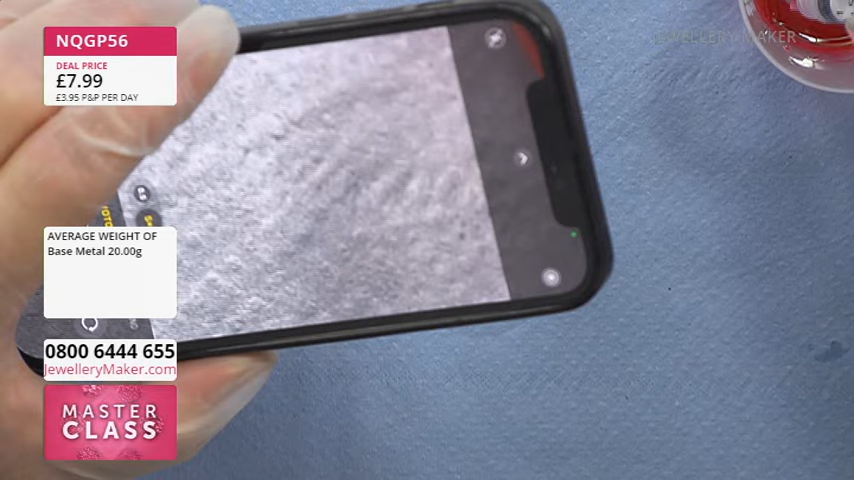 NQGP56
JEWELLERY MAKER
DEAL PRICE
£7.99
£3.95 P&P PER DAY
AVERAGE WEIGHT OF
Base Metal 20.00g
0800 6444 655
JewelleryMaker.com
MASTER
CLASS